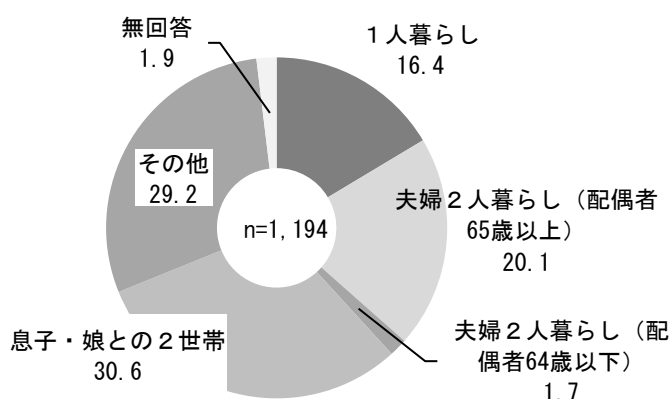 無回答
1.9
１人暮らし
16.4
その他
29.2
n=1,194
夫婦２人暮らし（配偶者
65歳以上）
20.1
息子・娘との２世帯
30.6
夫婦２人暮らし（配
偶者64歳以下）
1.7